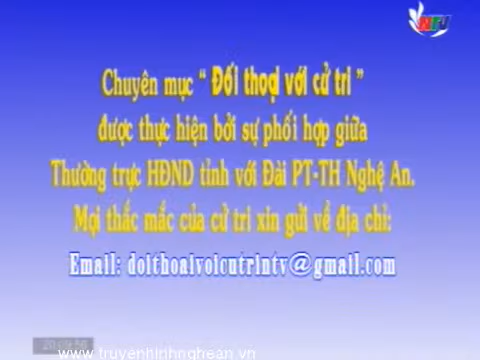 NTV
Chuyên mục “ Đối thoại với cử tri ”
được thực hiện bởi sự phối hợp giữa
Thường trực HĐND tỉnh với Đài PT-TH Nghệ An.
Mọi thắc mắc của cử tri xin gửi về địa chỉ:
Email: doithoaivoicutrintv@gmail.com
www.truyenhinhnghean.vn